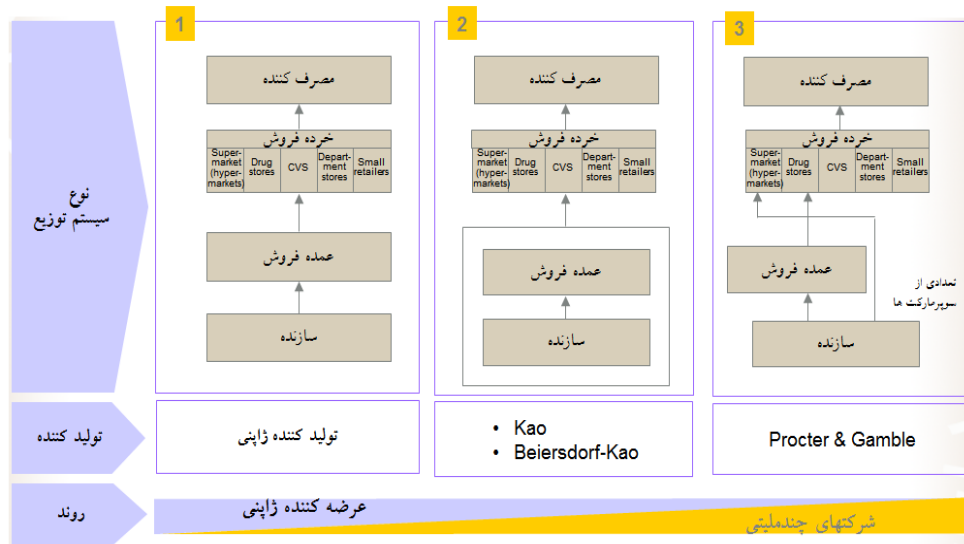 1
مصرف کننده
خرده فروش
Super-
market
(hyper-
markets)
Drug
stores
CVS
Depart-
ment
stores
Small
retailers
عمده فروش
سازنده
2
مصرف کننده
خرده فروش
Super-
market
(hyper-
markets)
Drug
stores
CVS
Depart-
ment
stores
Small
retailers
عمده فروش
سازنده
3
مصرف کننده
خرده فروش
Super-
market
(hyper-
markets)
Drug
stores
CVS
Depart-
ment
stores
Small
retailers
عمده فروش
تعدادی از
سوپرمارکت ها
سازنده
نوع
سیستم توزیع
تولید کننده
تولید کننده ژاپنی
• Kao
• Beiersdorf-Kao
Procter & Gamble
روند
عرضه کننده ژاپنی
شرکتهای چندملیتی